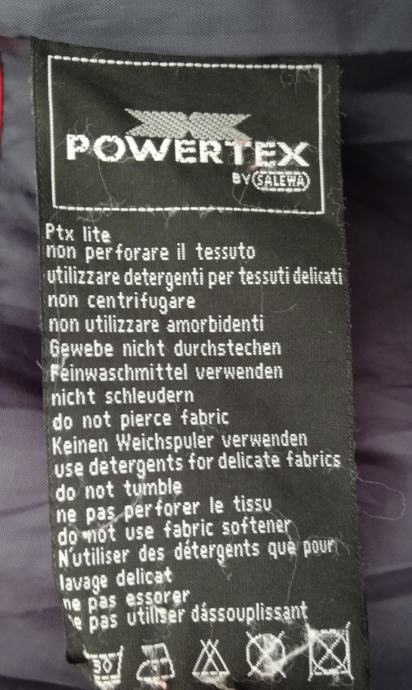 POWERTEX
BY SALEWA
Ptx lite
non perforare il tessuto
utilizzare detergenti per tessuti delicati
non centrifugare
non utilizzare amorbidenti
Gewebe nicht durchstechen
Feinwaschmittel verwenden
nicht schleudern
do not pierce fabric
Keinen Weichspuler verwenden
use detergents for delicate fabrics
do not tumble
ne pas perforer le tissu
do not use fabric softener
N'utiliser des détergents que pour
lavage delicat
ne pas essorer
ne pas utiliser dássouplissant
30